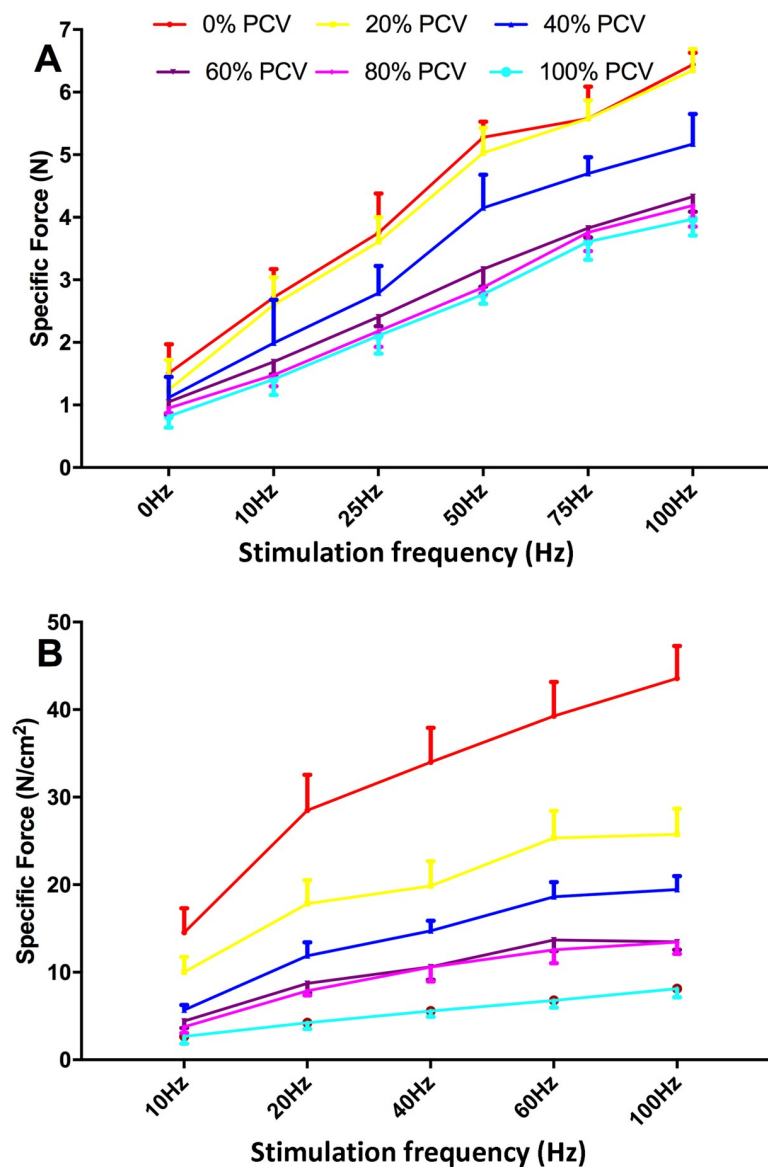 0% PCV 20% PCV 40% PCV
60% PCV 80% PCV 100% PCV
A
7
6
5
4
3
2
1
0
Specific Force (N)
0Hz 10Hz 25Hz 50Hz 75Hz 100Hz
Stimulation frequency (Hz)
B
50
40
30
20
10
0
Specific Force (N/cm²)
10Hz 20Hz 40Hz 60Hz 100Hz
Stimulation frequency (Hz)